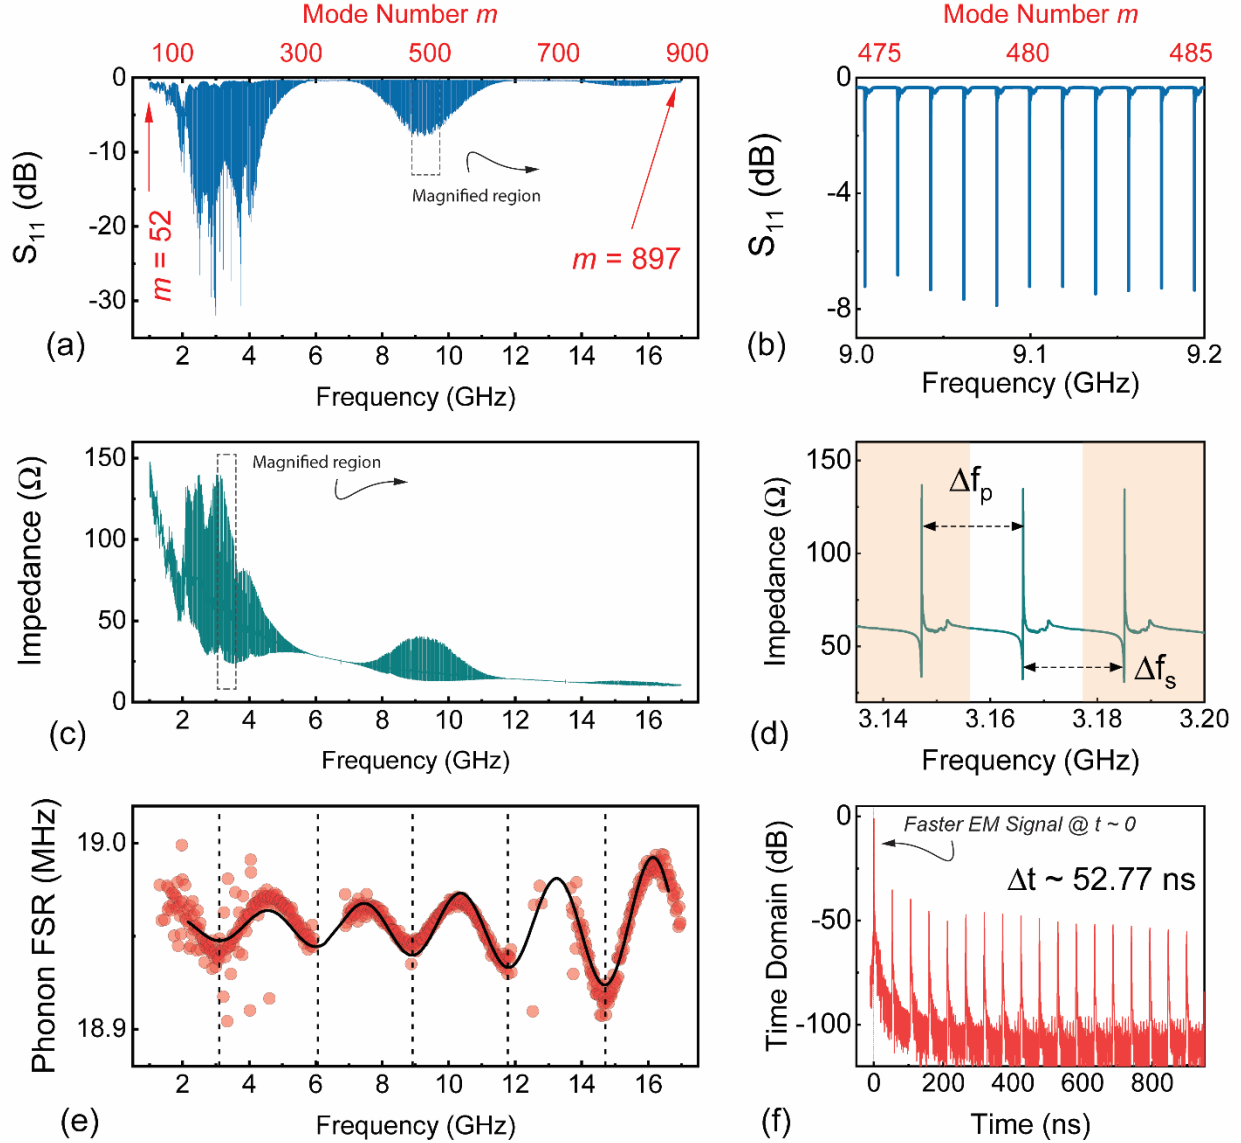 Mode Number m
100 300 500 700 900
0
-10
-20
-30
S11 (dB)
m = 52
Magnified region
m = 897
2 4 6 8 10 12 14 16
(a)
Frequency (GHz)
Mode Number m
475 480 485
0
-4
-8
S11 (dB)
9.0 9.1 9.2
(b)
Frequency (GHz)
150
100
50
0
Impedance (Ω)
Magnified region
2 4 6 8 10 12 14 16
(c)
Frequency (GHz)
150
100
50
Impedance (Ω)
Δfp
Δfs
3.14 3.16 3.18 3.20
(d)
Frequency (GHz)
19.0
18.9
Phonon FSR (MHz)
2 4 6 8 10 12 14 16
(e)
Frequency (GHz)
0
-50
-100
Time Domain (dB)
Faster EM Signal @ t ~ 0
Δt ~ 52.77 ns
0 200 400 600 800
(f)
Time (ns)